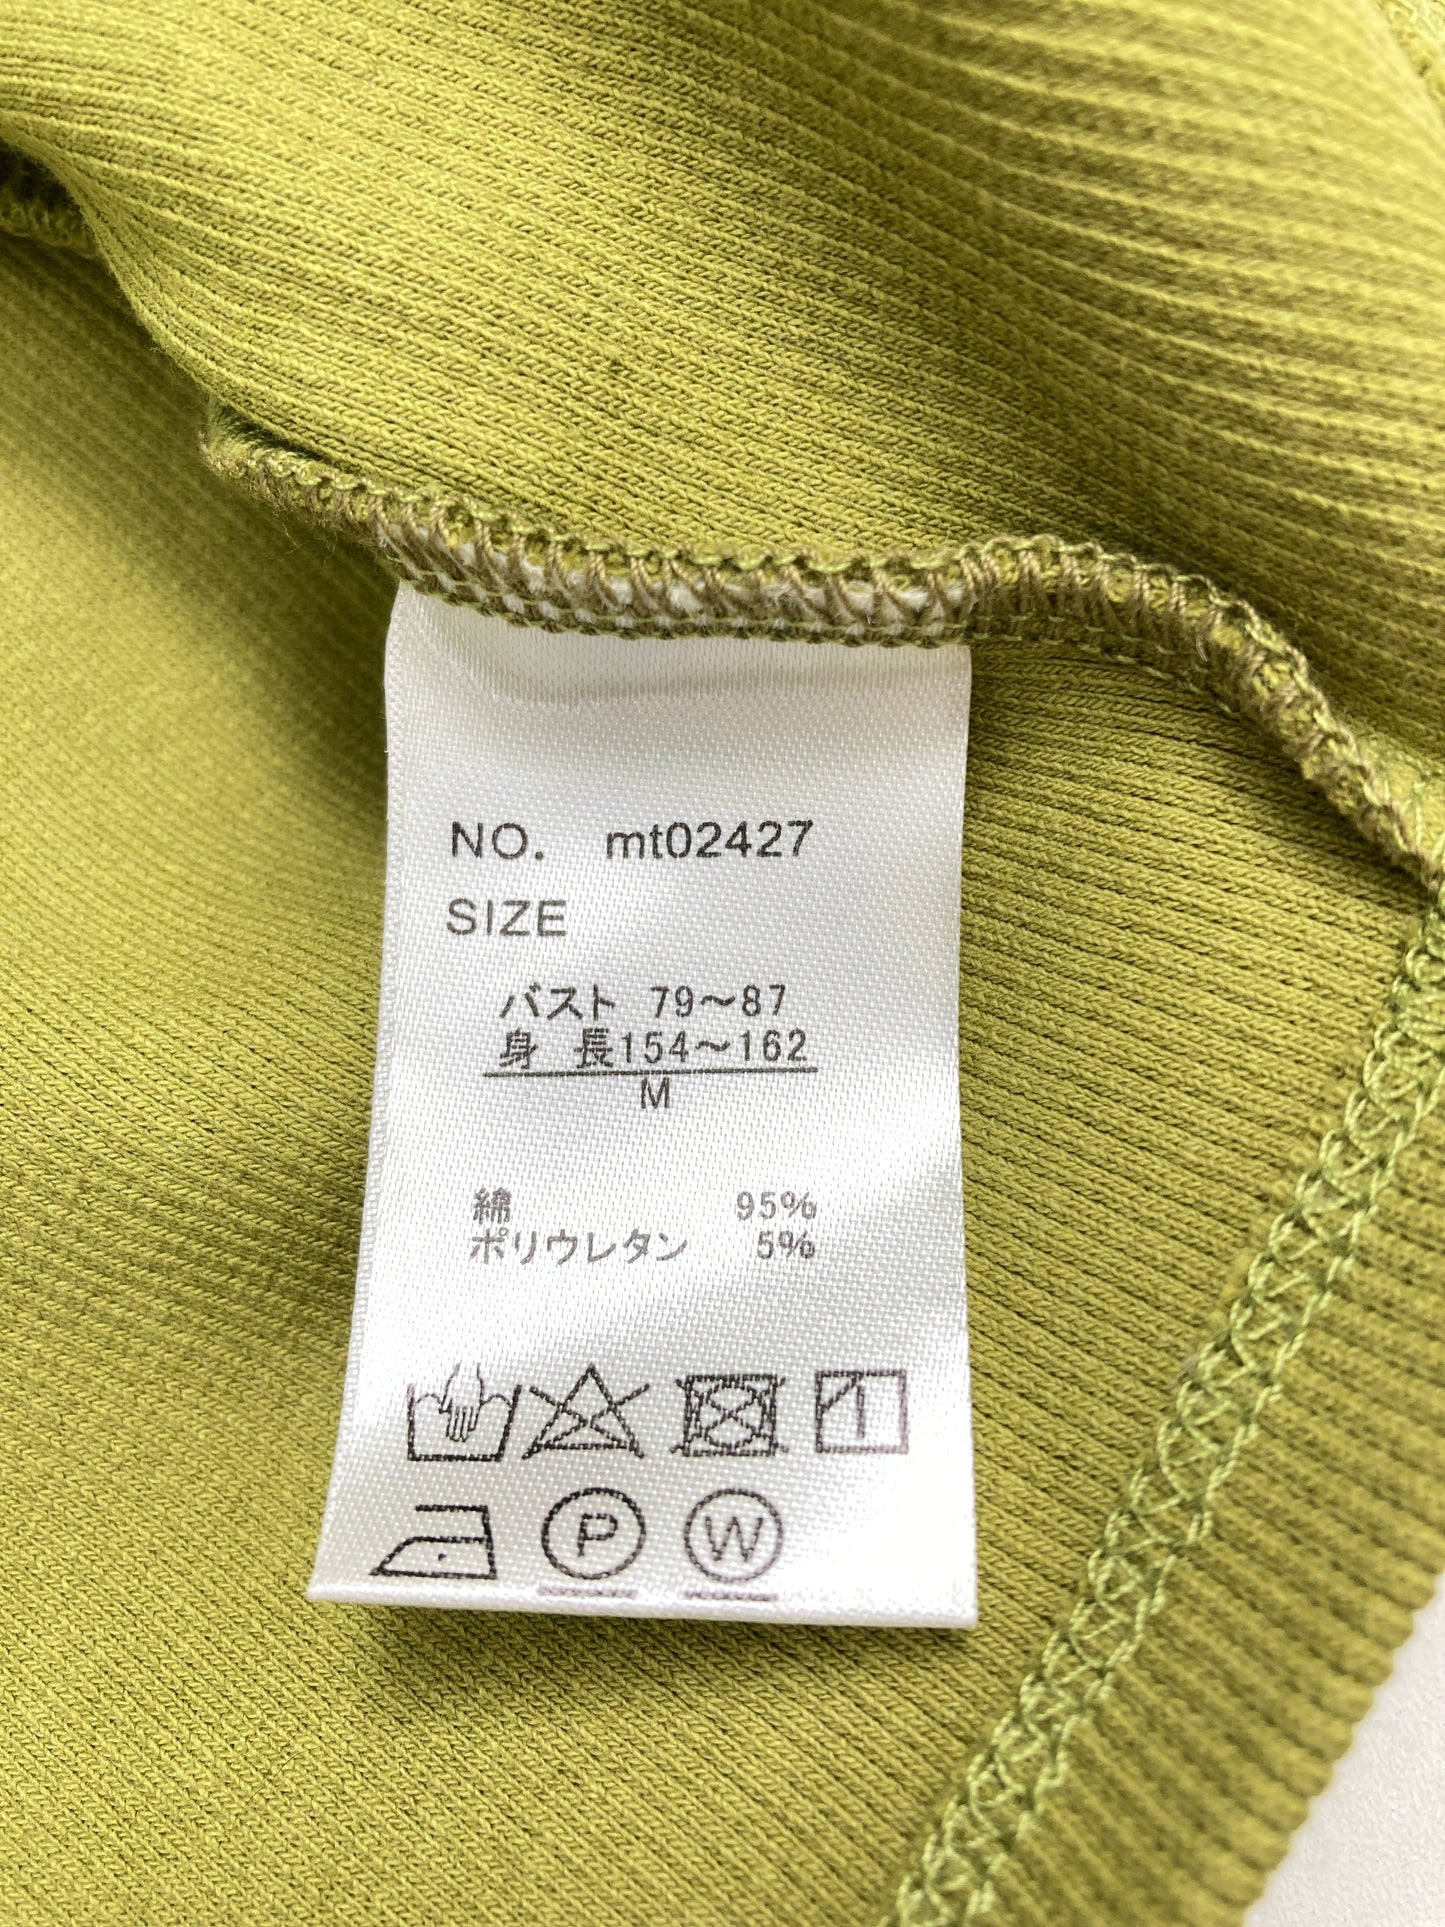 NO. mt02427
SIZE
バスト 79〜87
身 長154〜162
M
綿 95%
ポリウレタン 5%
P W